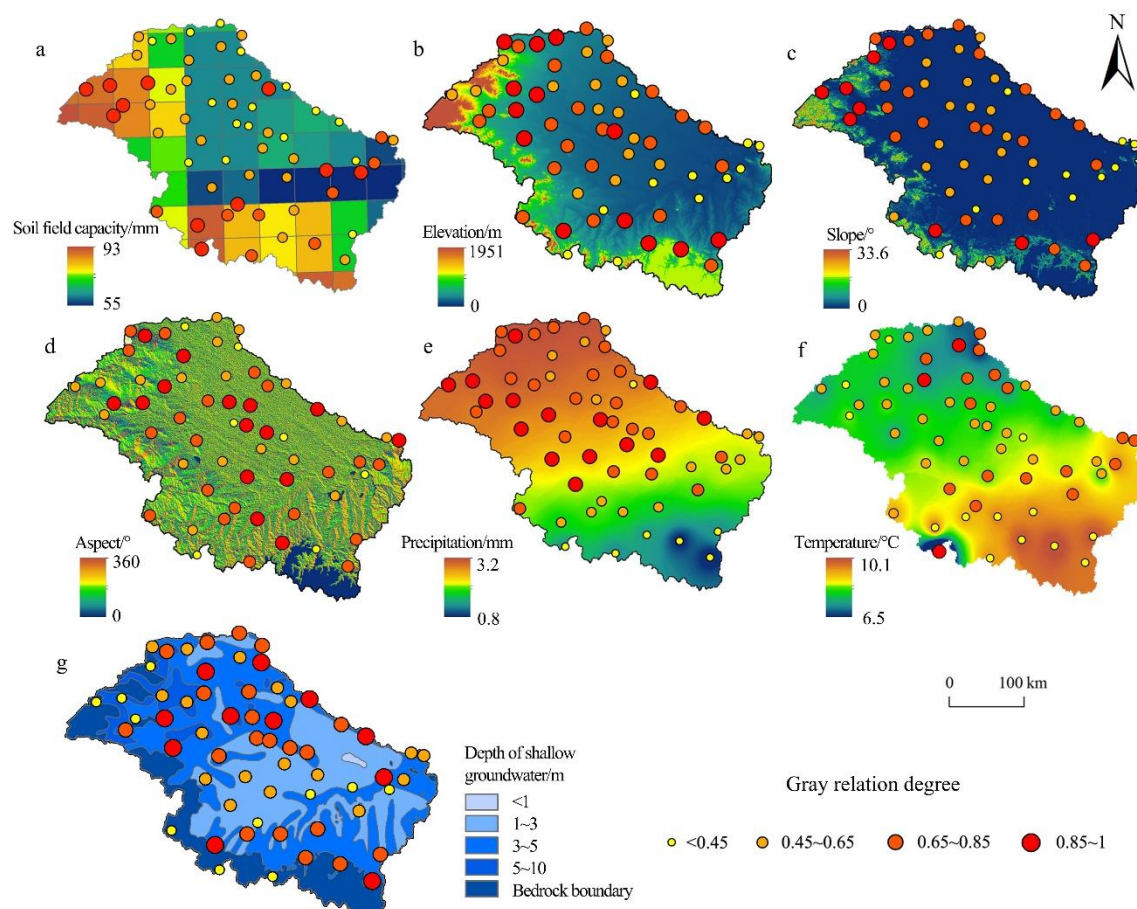 a
Soil field capacity/mm
93
55
b
Elevation/m
1951
0
c
N
Slope/°
33.6
0
d
Aspect/°
360
0
e
Precipitation/mm
3.2
0.8
f
Temperature/°C
10.1
6.5
g
Depth of shallow
groundwater/m
<1
1~3
3~5
5~10
Bedrock boundary
0 100 km
Gray relation degree
<0.45 0.45~0.65 0.65~0.85 0.85~1